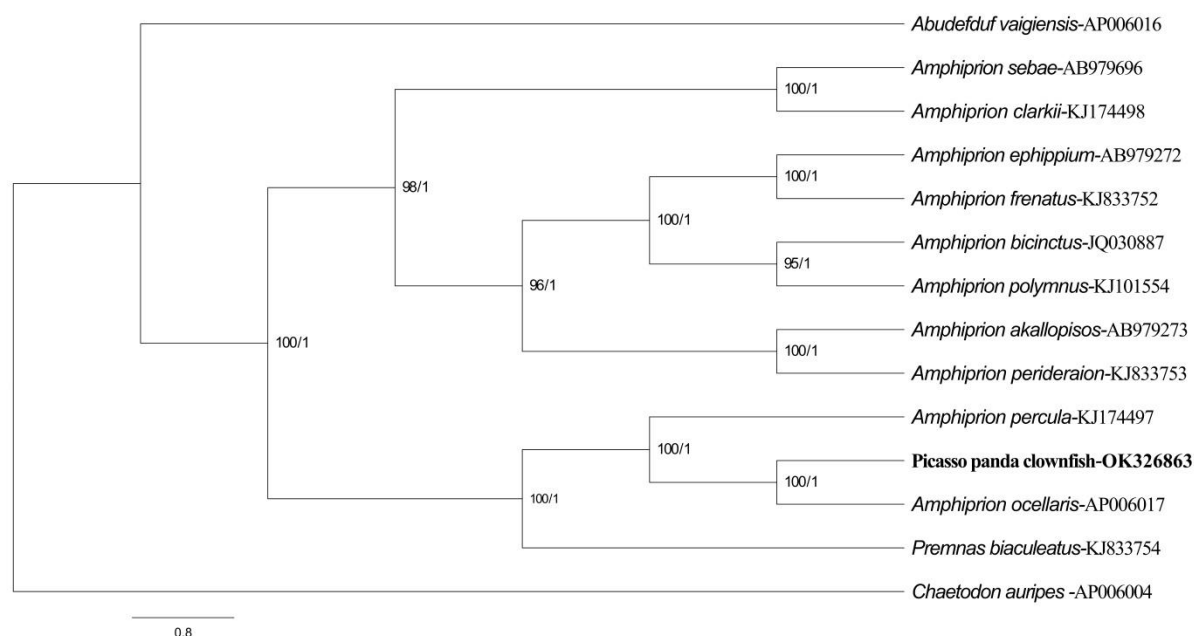 Abudefduf vaigiensis-AP006016
Amphiprion sebae-AB979696
100/1
Amphiprion clarkii-KJ174498
Amphiprion ephippium-AB979272
100/1
98/1
Amphiprion frenatus-KJ833752
100/1
Amphiprion bicinctus-JQ030887
95/1
96/1
Amphiprion polymnus-KJ101554
Amphiprion akallopisos-AB979273
100/1
100/1
Amphiprion perideraion-KJ833753
Amphiprion percula-KJ174497
100/1
Picasso panda clownfish-OK326863
100/1
100/1
Amphiprion ocellaris-AP006017
Premnas biaculeatus-KJ833754
Chaetodon auripes -AP006004
0.8